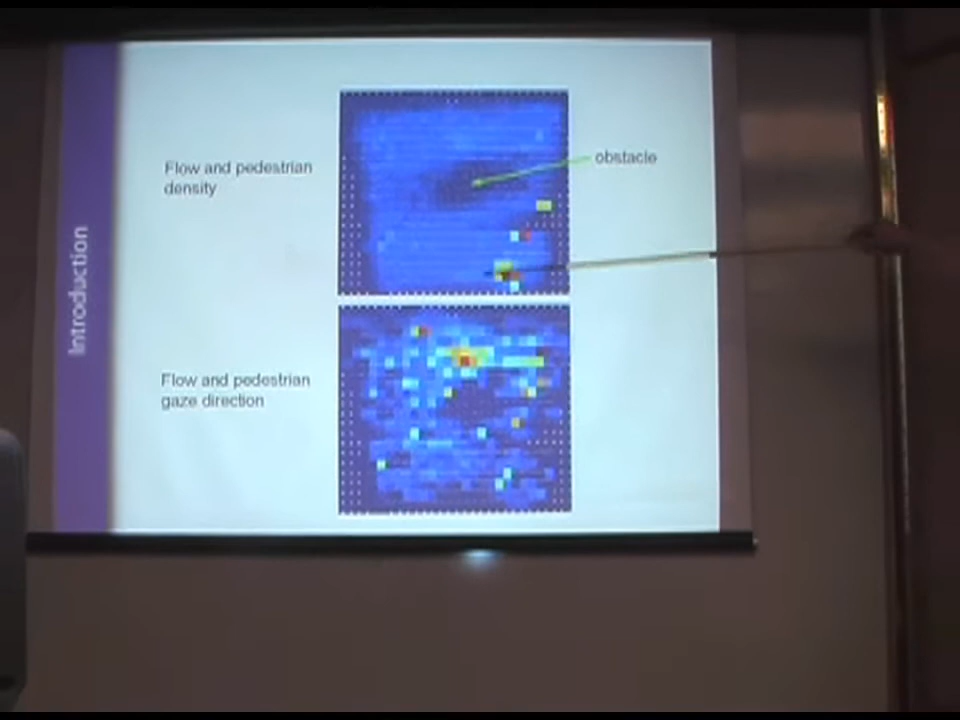 Introduction
Flow and pedestrian
density
obstacle
Flow and pedestrian
gaze direction